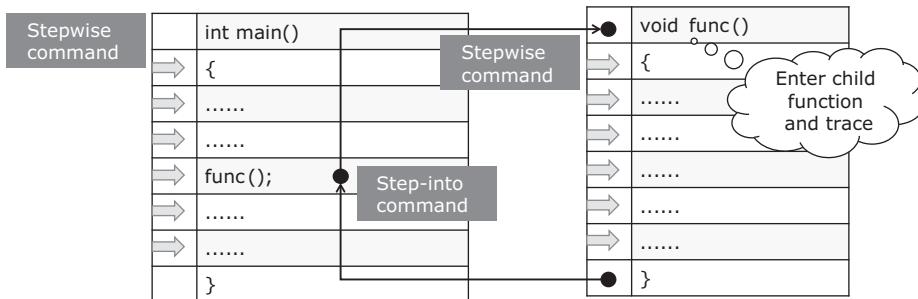 Stepwise
command
int main()
{
......
......
func();
......
......
}
Step-into
command
Stepwise
command
void func()
{
......
......
......
......
......
}
Enter child
function
and trace